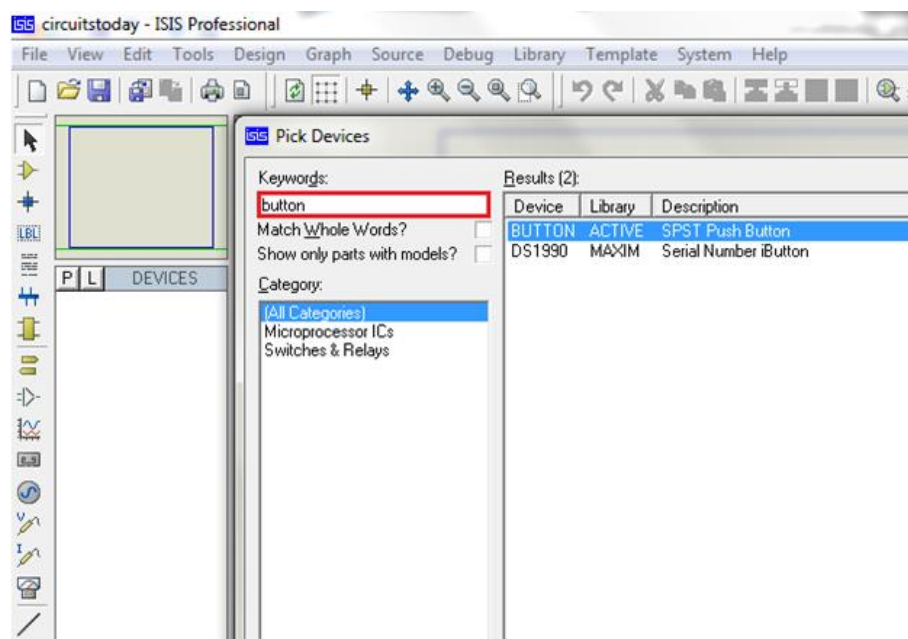 isis circuitstoday - ISIS Professional
File View Edit Tools Design Graph Source Debug Library Template System Help
isis Pick Devices
Keywords:
button
Match Whole Words?
Show only parts with models?
Category:
(All Categories)
Microprocessor ICs
Switches & Relays
Results (2):
Device Library Description
BUTTON ACTIVE SPST Push Button
DS1990 MAXIM Serial Number iButton
LBL
P L DEVICES
V
I